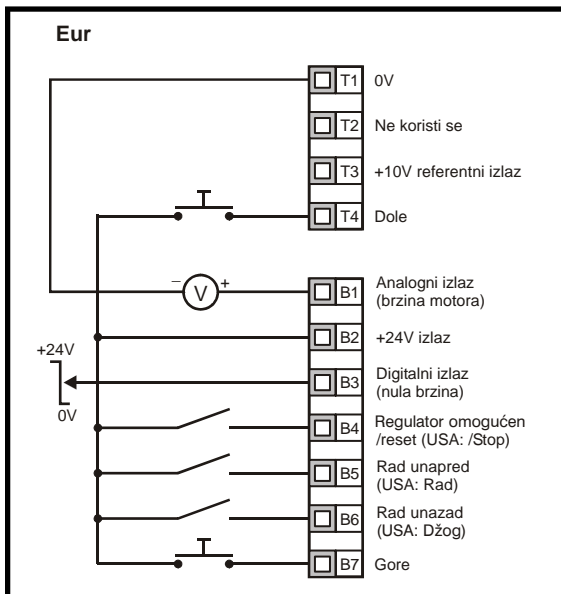 Eur
T1 0V
T2 Ne koristi se
T3 +10V referentni izlaz
T4 Dole
– V + B1 Analogni izlaz
(brzina motora)
B2 +24V izlaz
+24V
B3 Digitalni izlaz
(nula brzina)
0V
B4 Regulator omogućen
/reset (USA: /Stop)
B5 Rad unapred
(USA: Rad)
B6 Rad unazad
(USA: Džog)
B7 Gore